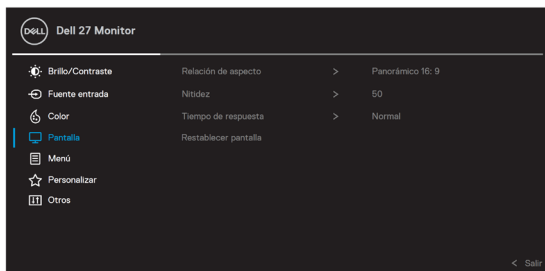 DELL Dell 27 Monitor
Brillo/Contraste Relación de aspecto > Panorámico 16: 9
Fuente entrada Nitidez > 50
Color Tiempo de respuesta > Normal
Pantalla Restablecer pantalla
Menú
Personalizar
Otros
< Salir